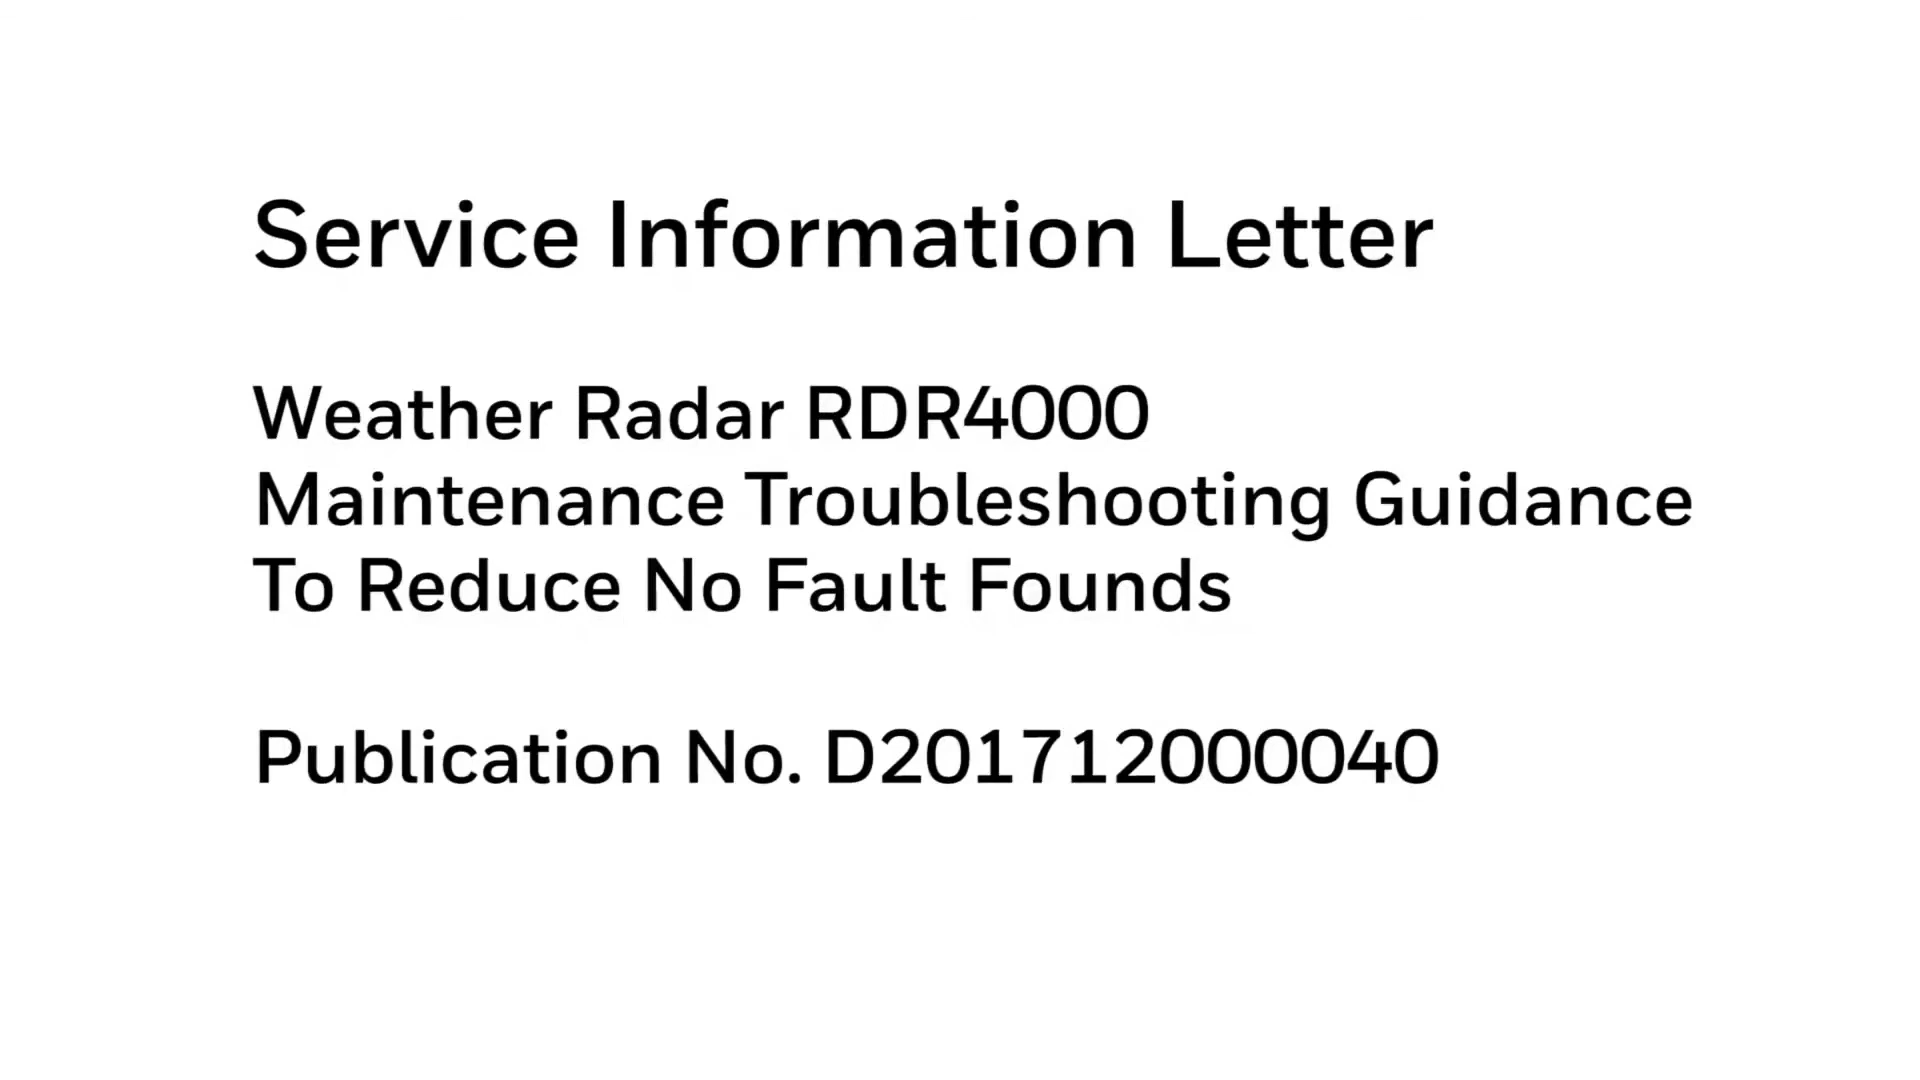 Service Information Letter
Weather Radar RDR4000
Maintenance Troubleshooting Guidance
To Reduce No Fault Founds
Publication No. D201712000040